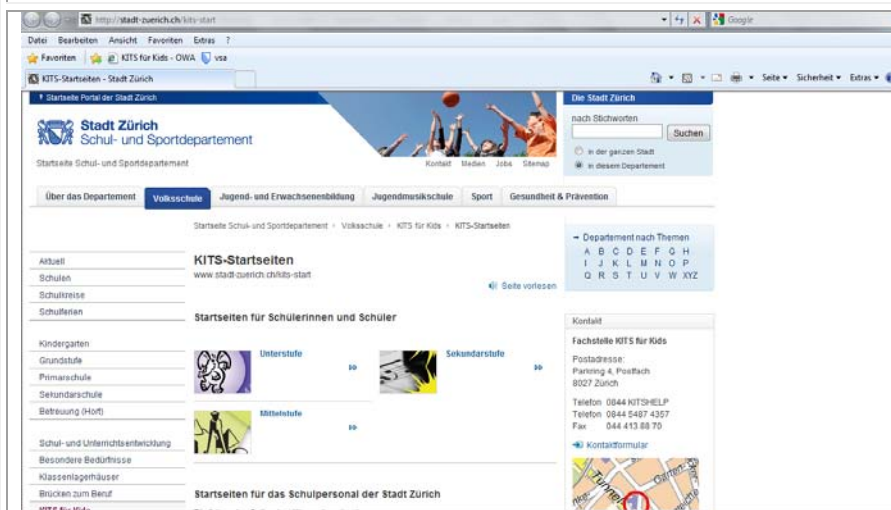 http://stadt-zuerich.ch/kits-start
Google
Datei Bearbeiten Ansicht Favoriten Extras ?
Favoriten KITS für Kids - OWA vsa
KITS-Startseiten - Stadt Zürich
Seite Sicherheit Extras
Startseite Portal der Stadt Zürich
Die Stadt Zürich
Stadt Zürich
Schul- und Sportdepartement
nach Stichworten
Suchen
in der ganzen Stadt
in diesem Departement
Startseite Schul- und Sportdepartement
Kontakt Medien Jobs Sitemap
Über das Departement Volksschule Jugend- und Erwachsenenbildung Jugendmusikschule Sport Gesundheit & Prävention
Startseite Schul- und Sportdepartement Volksschule KITS für Kids KITS-Startseiten
Departement nach Themen
A B C D E F G H
I J K L M N O P
Q R S T U V W XYZ
Aktuell
Schulen
Schulkreise
Schulferien
Kindergarten
Grundstufe
Primarschule
Sekundarschule
Betreuung (Hort)
Schul- und Unterrichtsentwicklung
Besondere Bedürfnisse
Klassenlagerhäuser
Brücken zum Beruf
KITS für Kids
KITS-Startseiten
www.stadt-zuerich.ch/kits-start
Seite vorlesen
Startseiten für Schülerinnen und Schüler
Unterstufe
Sekundarstufe
Mittelstufe
Startseiten für das Schulpersonal der Stadt Zürich
Kontakt
Fachstelle KITS für Kids
Postadresse:
Parkring 4, Postfach
8027 Zürich
Telefon 0844 KITSHELP
Telefon 0844 5487 4357
Fax 044 413 88 70
Kontaktformular